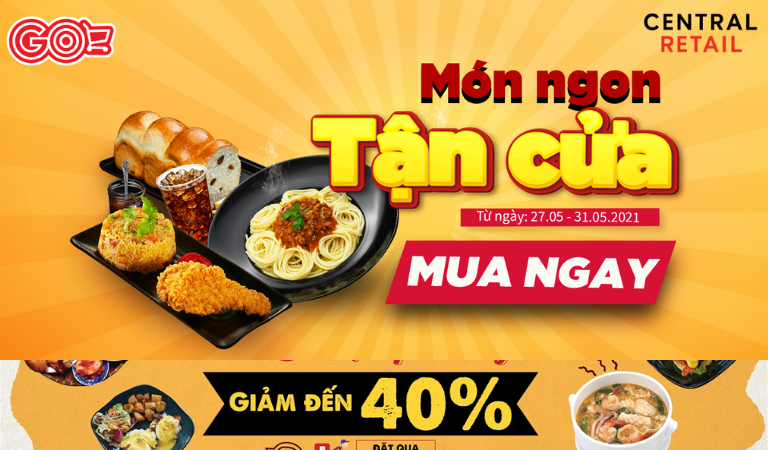 GO!
CENTRAL
RETAIL
Món ngon
Tận cửa
Từ ngày: 27.05 - 31.05.2021
MUA NGAY
GIẢM ĐẾN 40%
ĐẶT QUA